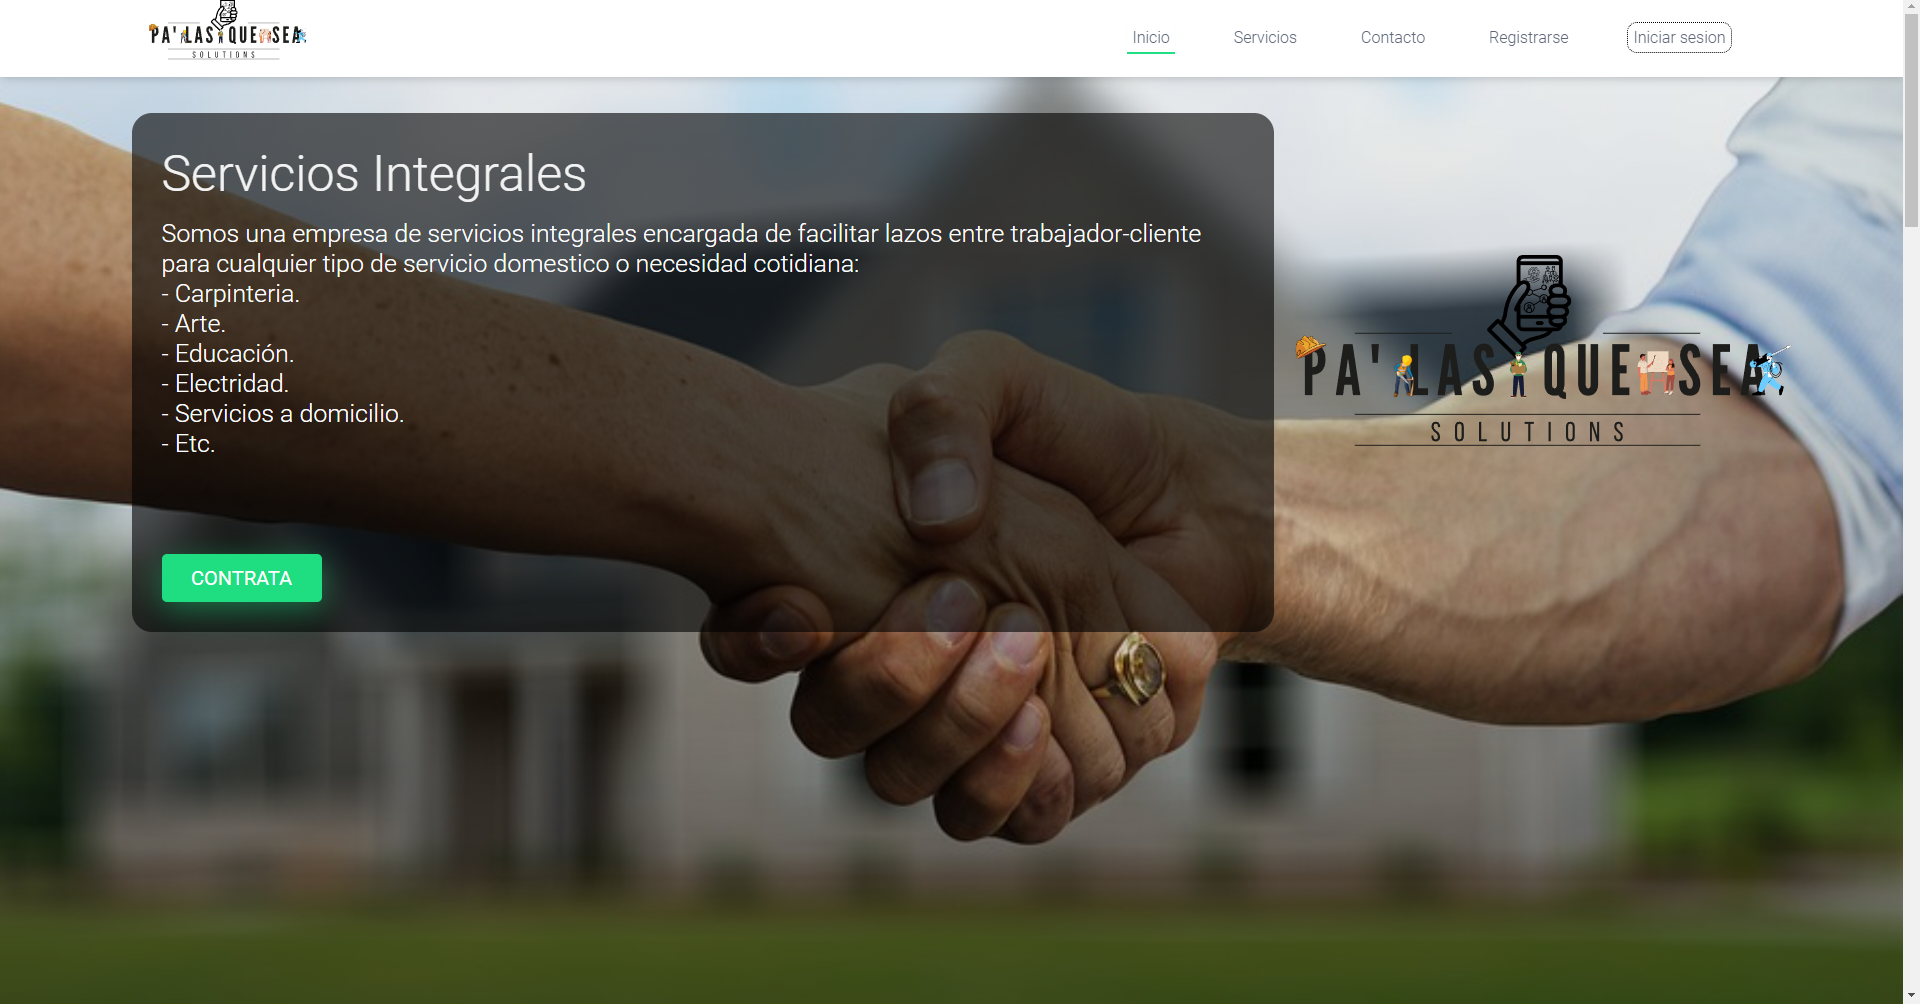 PA' LAS QUE SEA
SOLUTIONS
Inicio
Servicios
Contacto
Registrarse
Iniciar sesion
Servicios Integrales
Somos una empresa de servicios integrales encargada de facilitar lazos entre trabajador-cliente
para cualquier tipo de servicio domestico o necesidad cotidiana:
- Carpinteria.
- Arte.
- Educación.
- Electridad.
- Servicios a domicilio.
- Etc.
CONTRATA
PA' LAS QUE SEA
SOLUTIONS